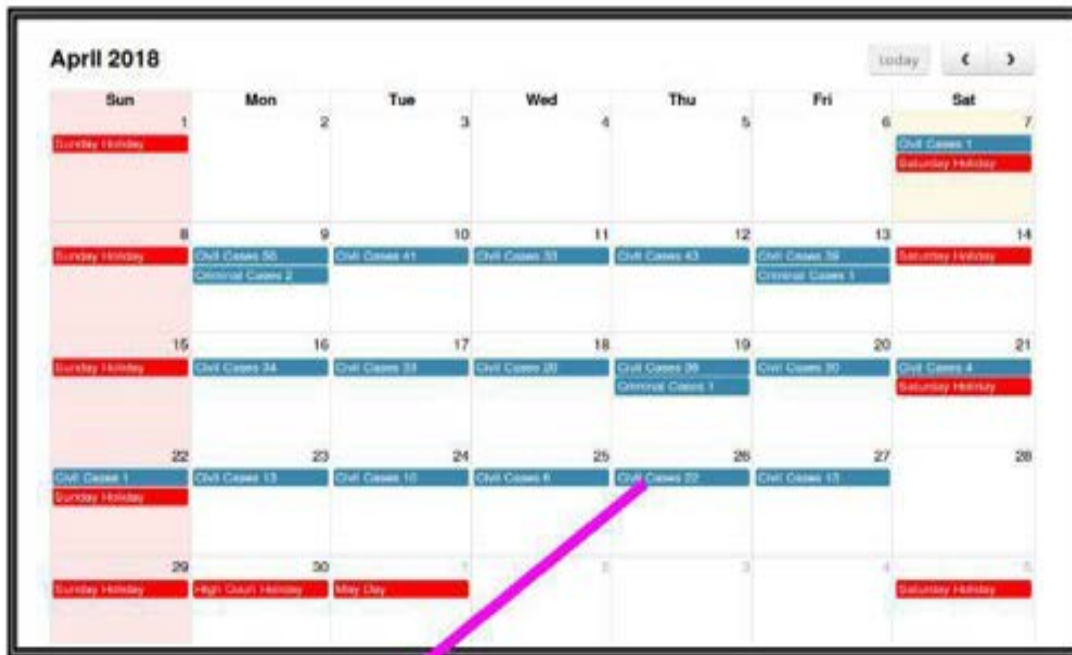 April 2018
today
Sun Mon Tue Wed Thu Fri Sat
1 2 3 4 5 6 7
Sunday Holiday Civil Cases 1
Saturday Holiday
8 9 10 11 12 13 14
Sunday Holiday Civil Cases Civil Cases 41 Civil Cases 33 Civil Cases 43 Civil Cases 39 Saturday Holiday
Criminal Cases 2 Criminal Cases 1
15 16 17 18 19 20 21
Sunday Holiday Civil Cases 34 Civil Cases 33 Civil Cases 20 Civil Cases Civil Cases 30 Civil Cases 4
Criminal Cases 1 Saturday Holiday
22 23 24 25 26 27 28
Civil Cases 1 Civil Cases 13 Civil Cases 10 Civil Cases 6 Civil Cases 22 Civil Cases 13
Sunday Holiday
29 30 1 2 3 4 5
Sunday Holiday High Court Holiday May Day Saturday Holiday